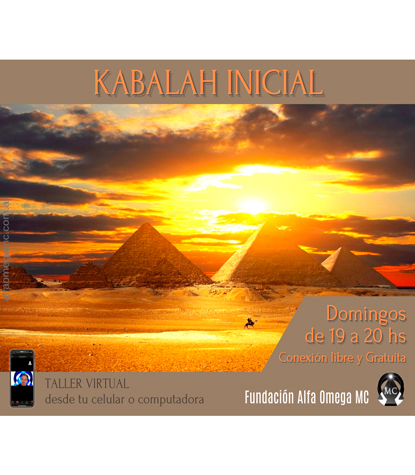 KABALAH INICIAL
Domingos
de 19 a 20 hs
Conexión libre y Gratuita
TALLER VIRTUAL
desde tu celular o computadora
Fundación Alfa Omega MC
MC